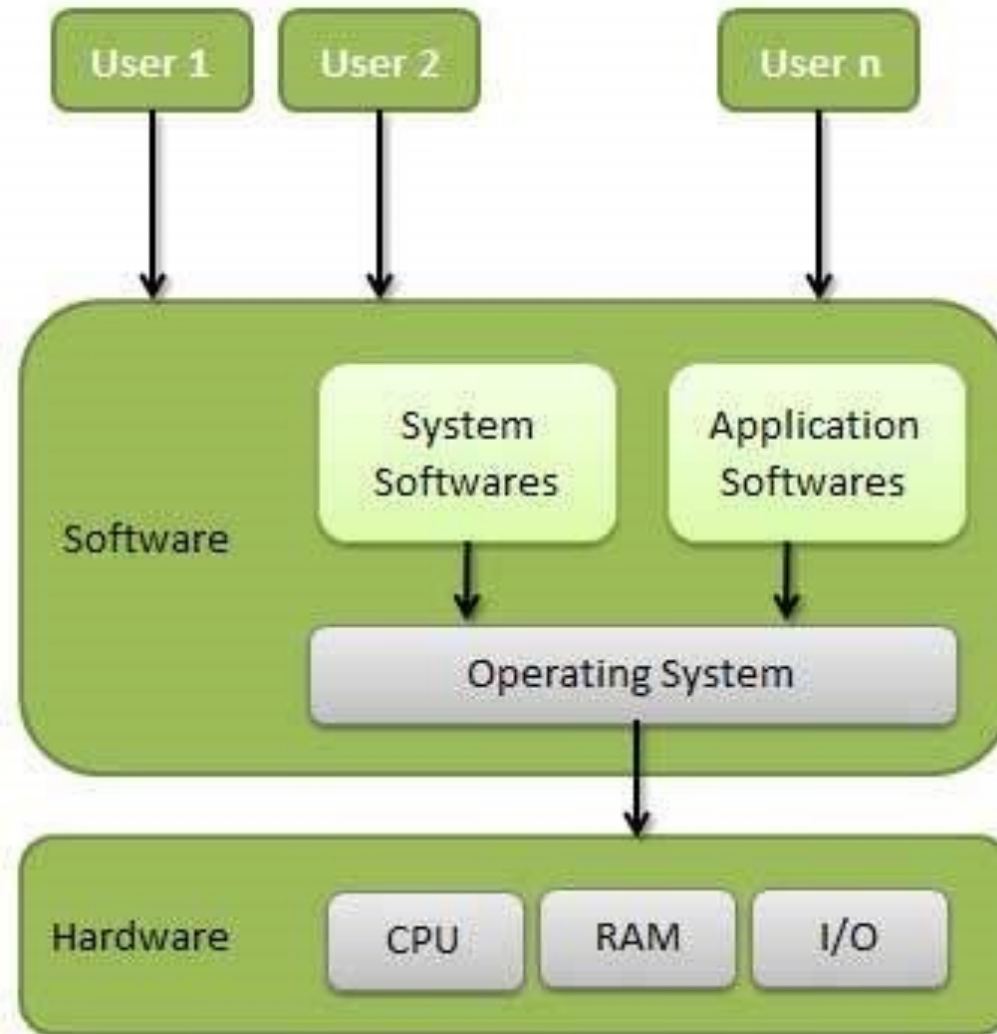 User 1
User 2
User n
System
Softwares
Application
Softwares
Software
Operating System
Hardware
CPU
RAM
I/O